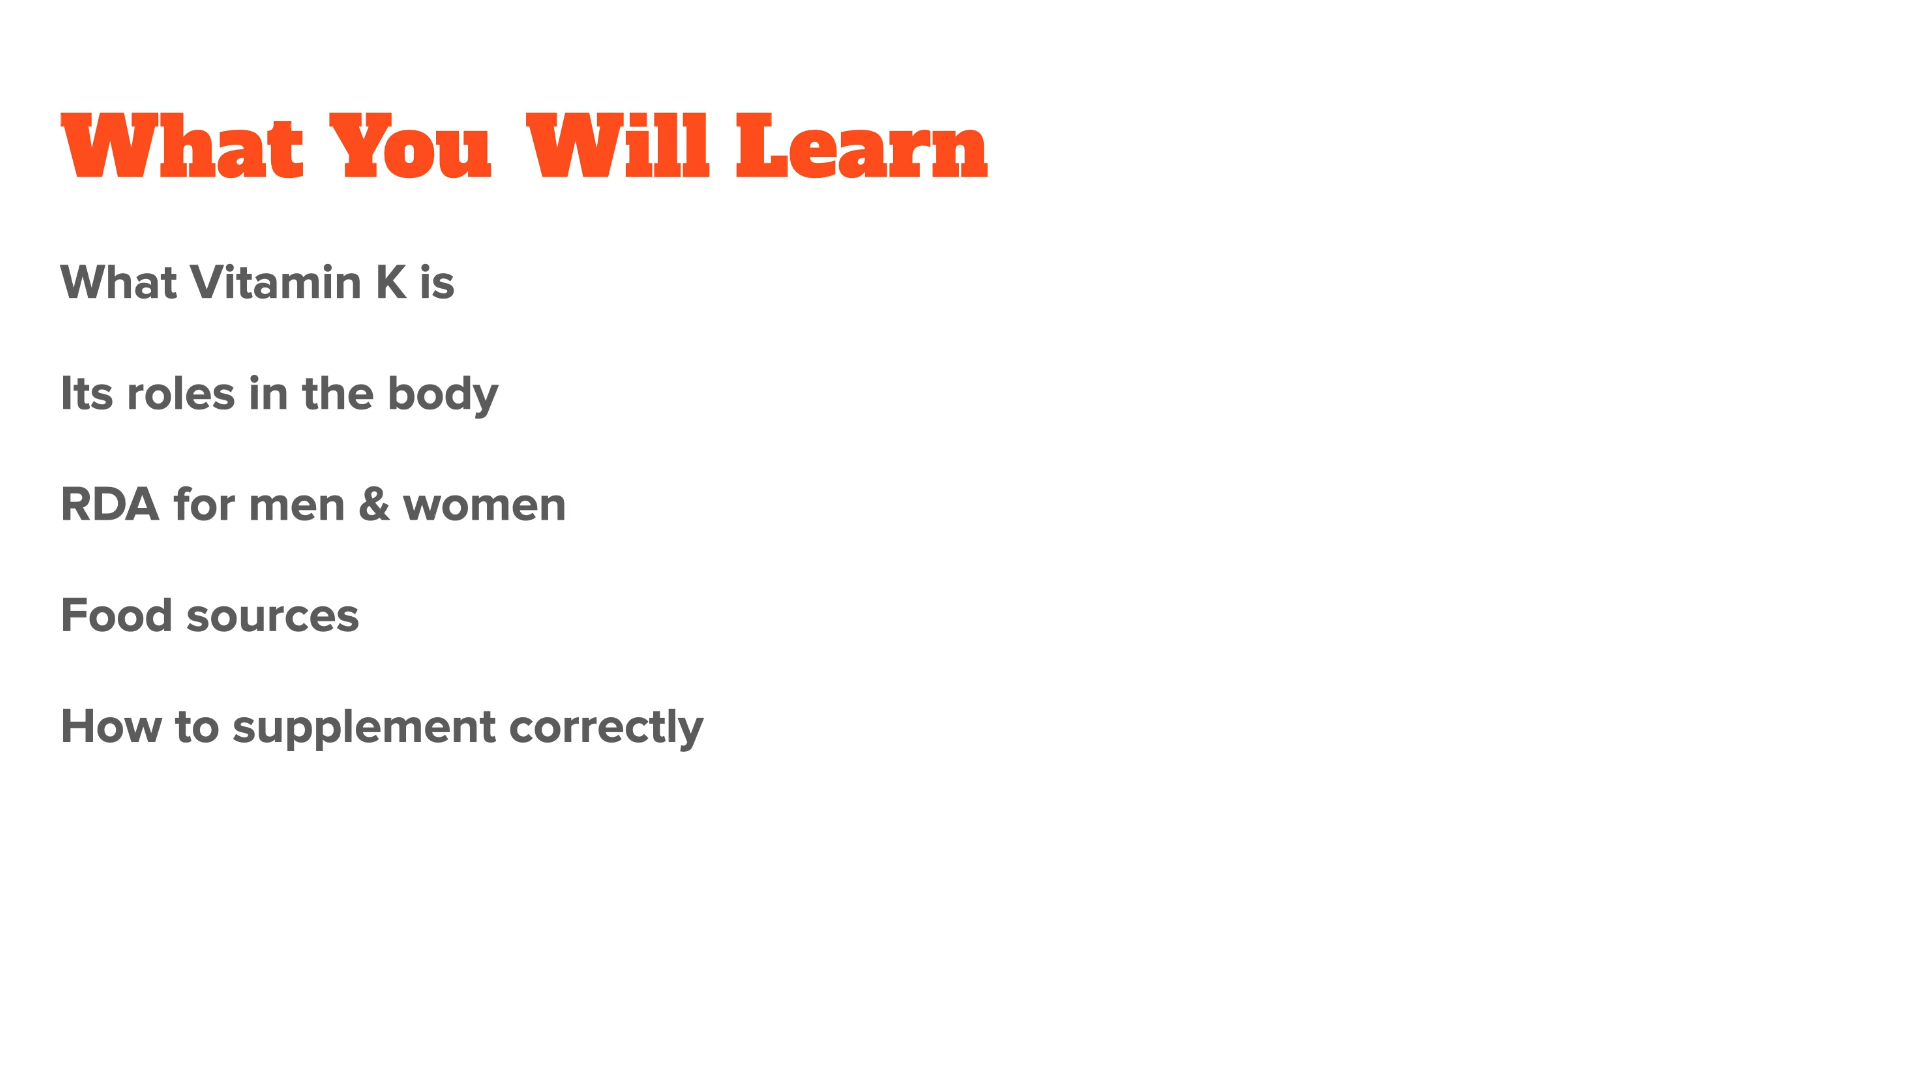 What You Will Learn
What Vitamin K is
Its roles in the body
RDA for men & women
Food sources
How to supplement correctly